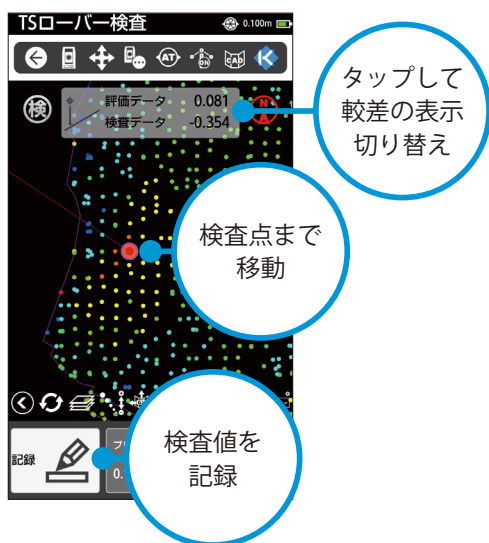 TSローバー検査
0.100m
AT
PN
CAD
検
評価データ 0.081
検査データ -0.354
N
タップして
較差の表示
切り替え
検査点まで
移動
記録
検査値を
記録